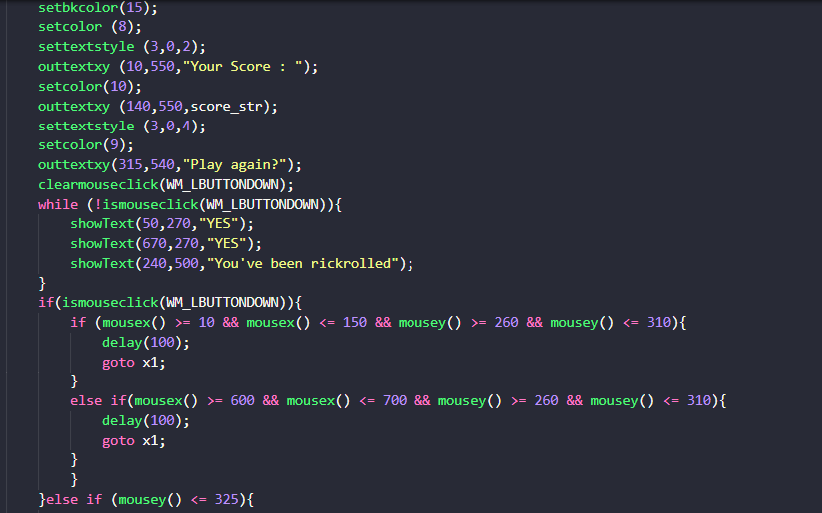 setbkcolor(15);
setcolor (8);
settextstyle (3,0,2);
outtextxy (10,550,"Your Score : ");
setcolor(10);
outtextxy (140,550,score_str);
settextstyle (3,0,4);
setcolor(9);
outtextxy(315,540,"Play again?");
clearmouseclick(WM_LBUTTONDOWN);
while (!ismouseclick(WM_LBUTTONDOWN)){
showText(50,270,"YES");
showText(670,270,"YES");
showText(240,500,"You've been rickrolled");
}
if(ismouseclick(WM_LBUTTONDOWN)){
if (mousex() >= 10 && mousex() <= 150 && mousey() >= 260 && mousey() <= 310){
delay(100);
goto x1;
}
else if(mousex() >= 600 && mousex() <= 700 && mousey() >= 260 && mousey() <= 310){
delay(100);
goto x1;
}
}
}else if (mousey() <= 325){